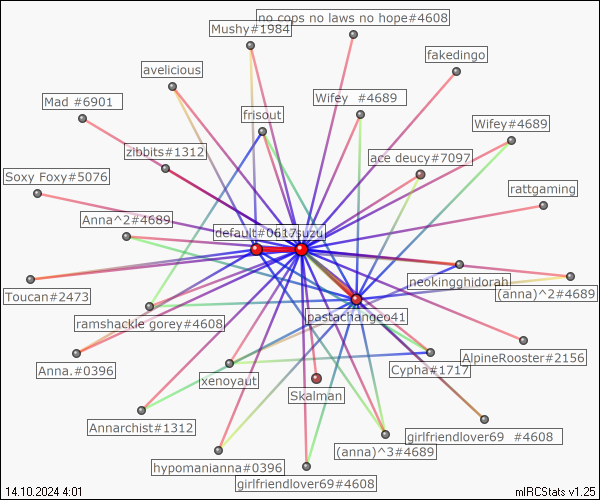 no cops no laws no hope#4608
Mushy#1984
fakedingo
avelicious
Mad #6901
Wifey  #4689
frisout
Wifey#4689
zibbits#1312
ace deucy#7097
Soxy Foxy#5076
rattgaming
Anna^2#4689
default#0617suzu
neokingghidorah
(anna)^2#4689
Toucan#2473
ramshackle gorey#4608
pastachangeo41
AlpineRooster#2156
Anna.#0396
Cypha#1717
xenoyaut
Skalman
Annarchist#1312
girlfriendlover69  #4608
(anna)^3#4689
hypomanianna#0396
girlfriendlover69#4608
14.10.2024 4:01
mIRCStats v1.25